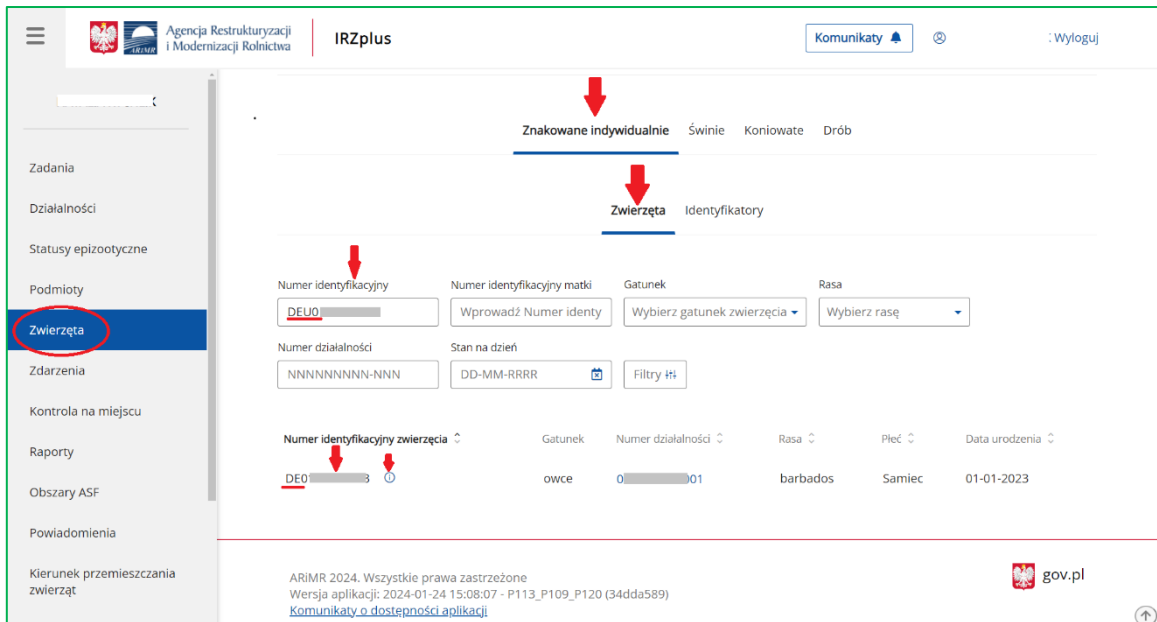 Agencja Restrukturyzacji
i Modernizacji Rolnictwa
ARiMR
IRZplus
Komunikaty
: Wyloguj
Zadania
Działalności
Statusy epizootyczne
Podmioty
Zwierzęta
Zdarzenia
Kontrola na miejscu
Raporty
Obszary ASF
Powiadomienia
Kierunek przemieszczania
zwierząt
Znakowane indywidualnie Świnie Koniowate Drób
Zwierzęta Identyfikatory
Numer identyfikacyjny Numer identyfikacyjny matki Gatunek Rasa
DEU0 Wprowadź Numer identy Wybierz gatunek zwierzęcia Wybierz rasę
Numer działalności Stan na dzień
NNNNNNNNN-NNN DD-MM-RRRR Filtry
Numer identyfikacyjny zwierzęcia Gatunek Numer działalności Rasa Płeć Data urodzenia
DE0 3 owce 0 01 barbados Samiec 01-01-2023
ARiMR 2024. Wszystkie prawa zastrzeżone
Wersja aplikacji: 2024-01-24 15:08:07 - P113_P109_P120 (34dda589)
Komunikaty o dostępności aplikacji
gov.pl